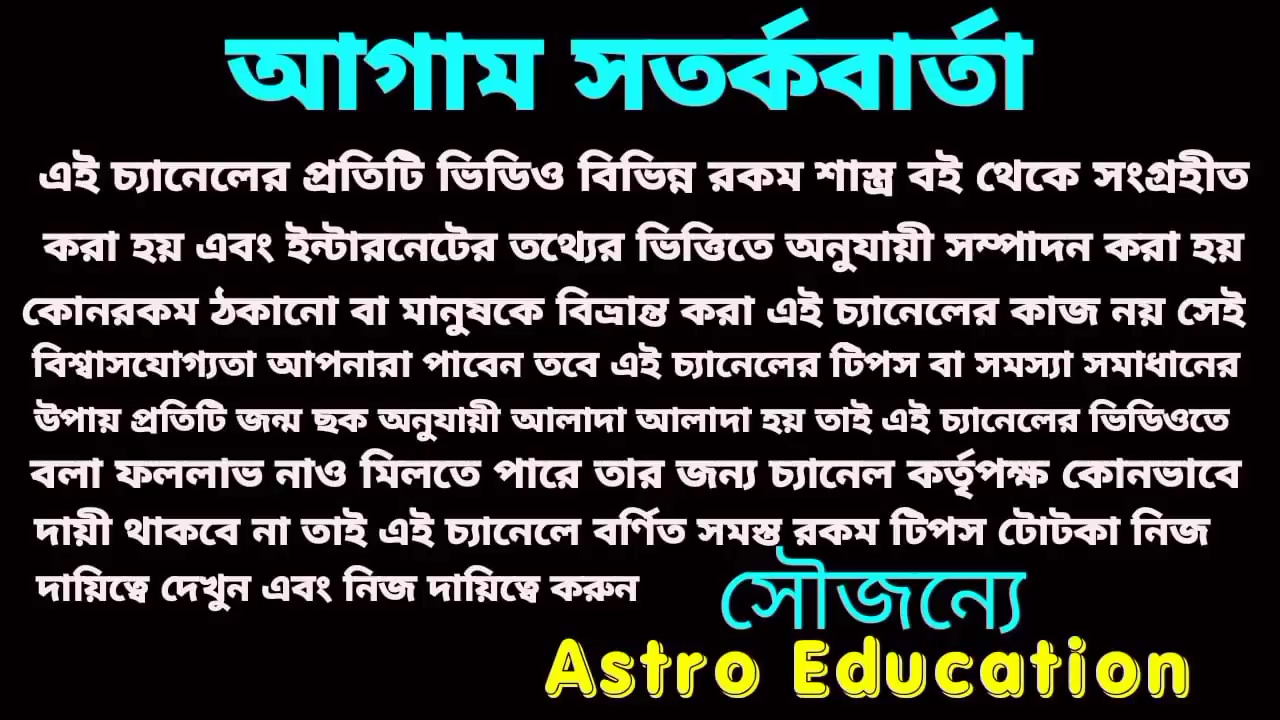 আগাম সতর্কবার্তা
এই চ্যানেলের প্রতিটি ভিডিও বিভিন্ন রকম শাস্ত্র বই থেকে সংগ্রহীত
করা হয় এবং ইন্টারনেটের তথ্যের ভিত্তিতে অনুযায়ী সম্পাদন করা হয়
কোনরকম ঠকানো বা মানুষকে বিভ্রান্ত করা এই চ্যানেলের কাজ নয় সেই
বিশ্বাসযোগ্যতা আপনারা পাবেন তবে এই চ্যানেলের টিপস বা সমস্যা সমাধানের
উপায় প্রতিটি জন্ম ছক অনুযায়ী আলাদা আলাদা হয় তাই এই চ্যানেলের ভিডিওতে
বলা ফললাভ নাও মিলতে পারে তার জন্য চ্যানেল কর্তৃপক্ষ কোনভাবে
দায়ী থাকবে না তাই এই চ্যানেলে বর্ণিত সমস্ত রকম টিপস টোটকা নিজ
দায়িত্বে দেখুন এবং নিজ দায়িত্বে করুন
সৌজন্যে
Astro Education